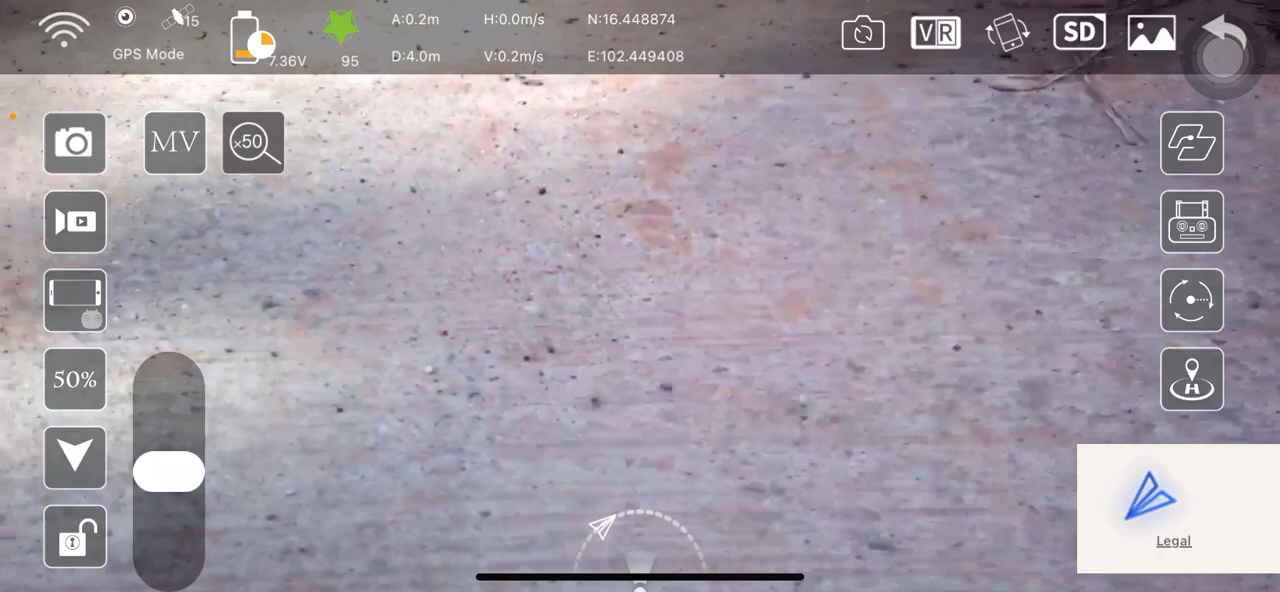 15
GPS Mode
7.36V
95
A:0.2m
H:0.0m/s
N:16.448874
D:4.0m
V:0.2m/s
E:102.449408
VR
SD
MV
×50
50%
H
Legal